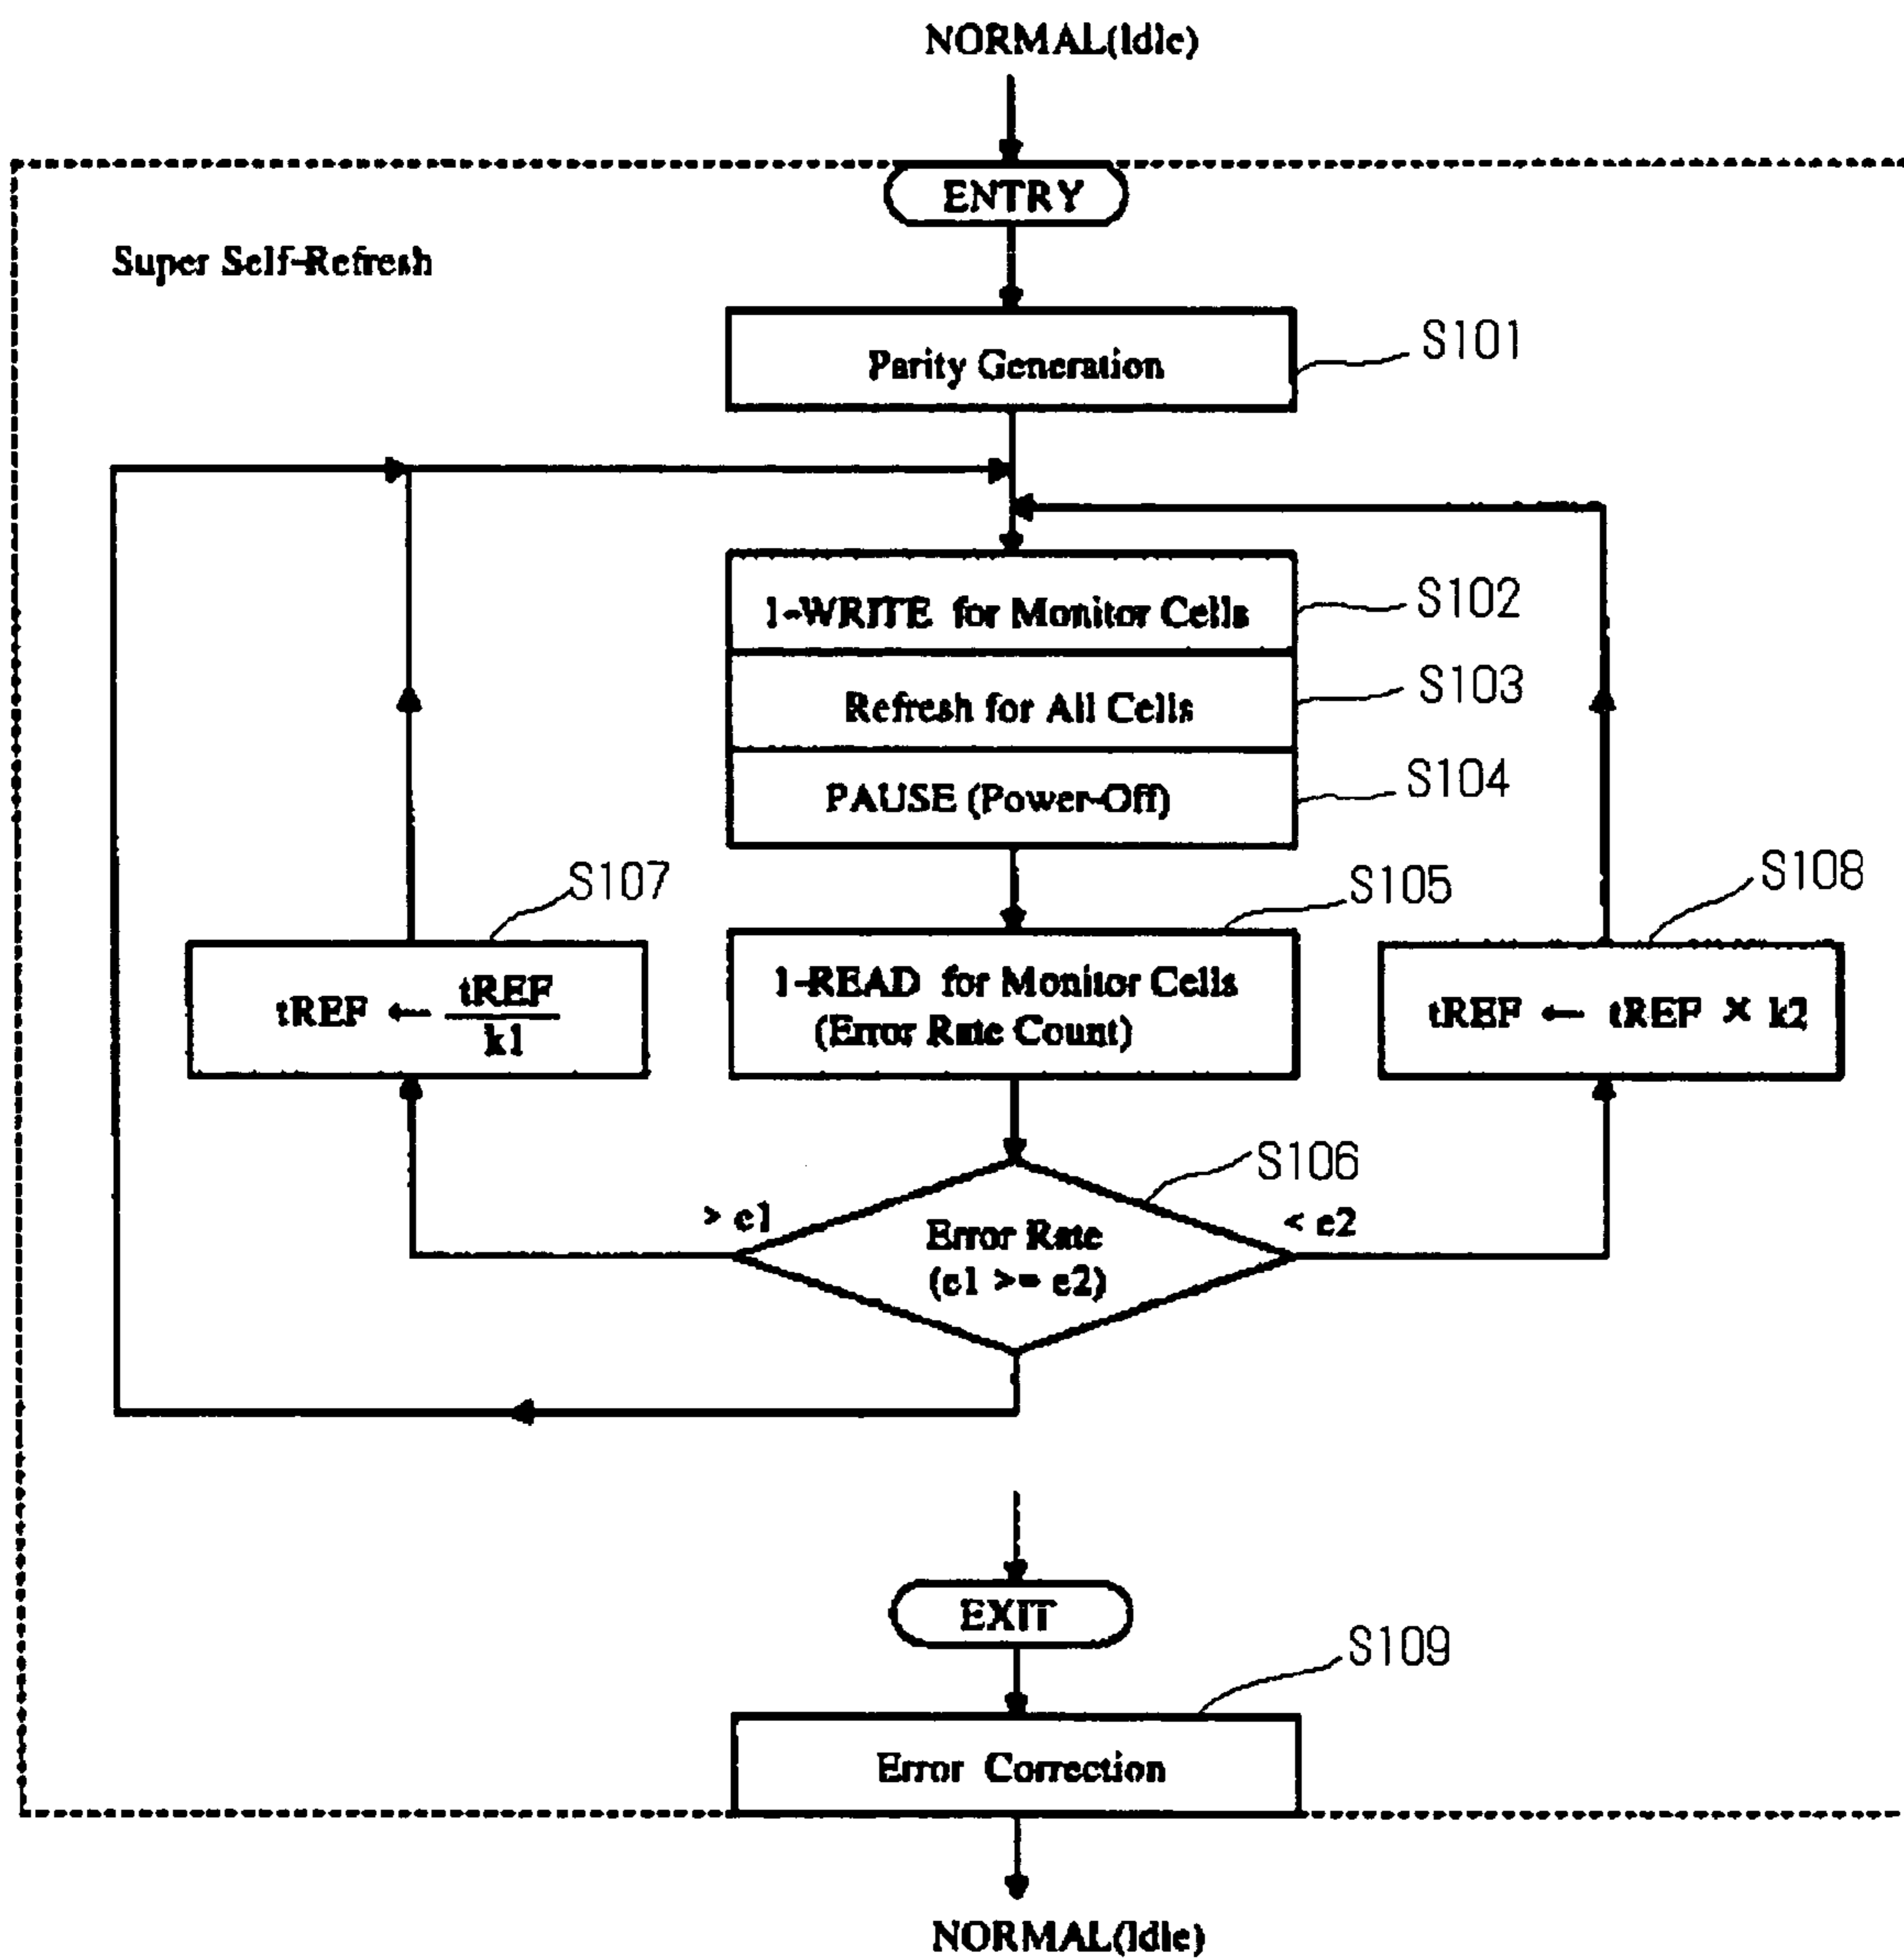 NORMAL(Idle)
ENTRY
Super Self-Refresh
Parity Generation
S101
1-WRITE for Monitor Cells
S102
Refresh for All Cells
S103
PAUSE (Power-Off)
S104
S107
S105
S108
tREF ← tREF
k1
1-READ for Monitor Cells
(Error Rate Count)
tREF ← tREF × k2
S106
> e1
Error Rate
(e1 >= e2)
< e2
EXIT
S109
Error Correction
NORMAL(Idle)